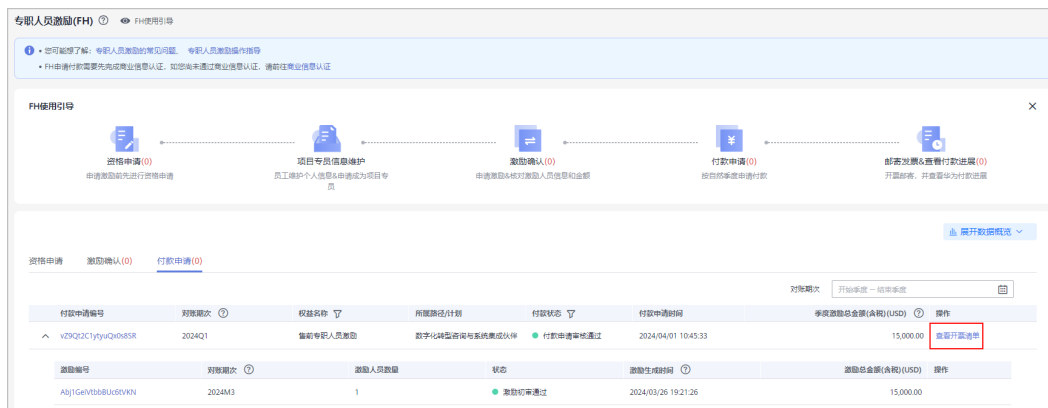 专职人员激励(FH) FH使用引导
• 您可能想了解：专职人员激励的常见问题、 专职人员激励操作指导
• FH申请付款需要先完成商业信息认证，如您尚未通过商业信息认证，请前往商业信息认证
FH使用引导
资格申请(0) 项目专员信息维护 激励确认(0) 付款申请(0) 邮寄发票&查看付款进展(0)
申请激励前先进行资格申请 员工维护个人信息&申请成为项目专员 申请激励&核对激励人员信息和金额 按自然季度申请付款 开票邮寄，并查看华为付款进展
展开数据概览
资格申请 激励确认(0) 付款申请(0)
对账期次 开始季度 – 结束季度
付款申请编号 对账期次 权益名称 所属路径/计划 付款状态 付款申请时间 季度激励总金额(含税)(USD) 操作
vZ9Qt2C1ytyuQx0s85R 2024Q1 售前专职人员激励 数字化转型咨询与系统集成伙伴 付款申请审核通过 2024/04/01 10:45:33 15,000.00 查看开票清单
激励编号 对账期次 激励人员数量 状态 激励生成时间 激励总金额(含税)(USD) 操作
AbJ1GeiVtbbBUc6tVKN 2024M3 1 激励初审通过 2024/03/26 19:21:26 15,000.00